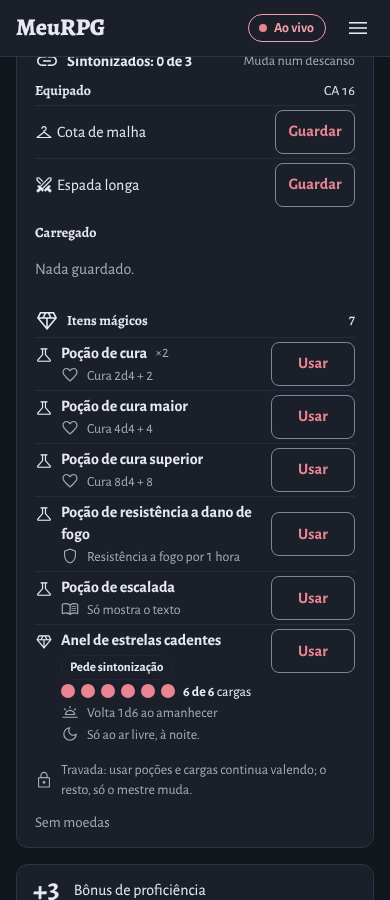 MeuRPG
Ao vivo
Sintonizados: 0 de 3
Muda num descanso
Equipado
CA 16
Cota de malha
Guardar
Espada longa
Guardar
Carregado
Nada guardado.
Itens mágicos
7
Poção de cura ×2
Cura 2d4 + 2
Usar
Poção de cura maior
Cura 4d4 + 4
Usar
Poção de cura superior
Cura 8d4 + 8
Usar
Poção de resistência a dano de
fogo
Resistência a fogo por 1 hora
Usar
Poção de escalada
Só mostra o texto
Usar
Anel de estrelas cadentes
Usar
Pede sintonização
6 de 6 cargas
Volta 1d6 ao amanhecer
Só ao ar livre, à noite.
Travada: usar poções e cargas continua valendo; o
resto, só o mestre muda.
Sem moedas
+3 Bônus de proficiência